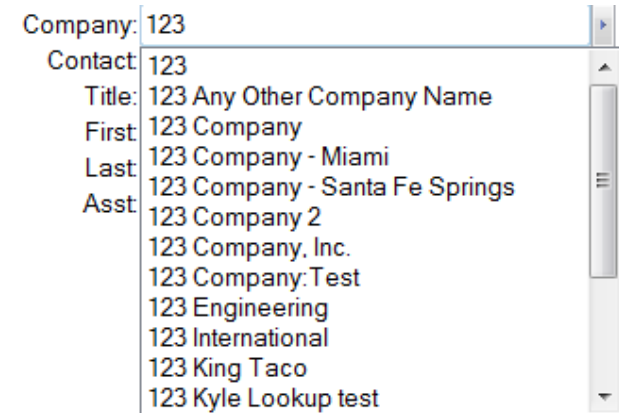 Company: 123
Contact:
Title:
First:
Last:
Asst:
123
123 Any Other Company Name
123 Company
123 Company - Miami
123 Company - Santa Fe Springs
123 Company 2
123 Company, Inc.
123 Company:Test
123 Engineering
123 International
123 King Taco
123 Kyle Lookup test